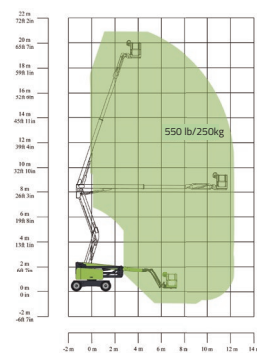 22 m
72ft 2in
20 m
65ft 7in
18 m
59ft 1in
16 m
52ft 6in
14 m
45ft 11in
12 m
39ft 4in
10 m
32ft 10in
8 m
26ft 3in
6 m
19ft 8in
4 m
13ft 1in
2 m
6ft 7in
0 m
0 in
-2 m
-6ft 7in
550 lb/250kg
-2 m 0 m 2 m 4 m 6 m 8 m 10 m 12 m 14 m